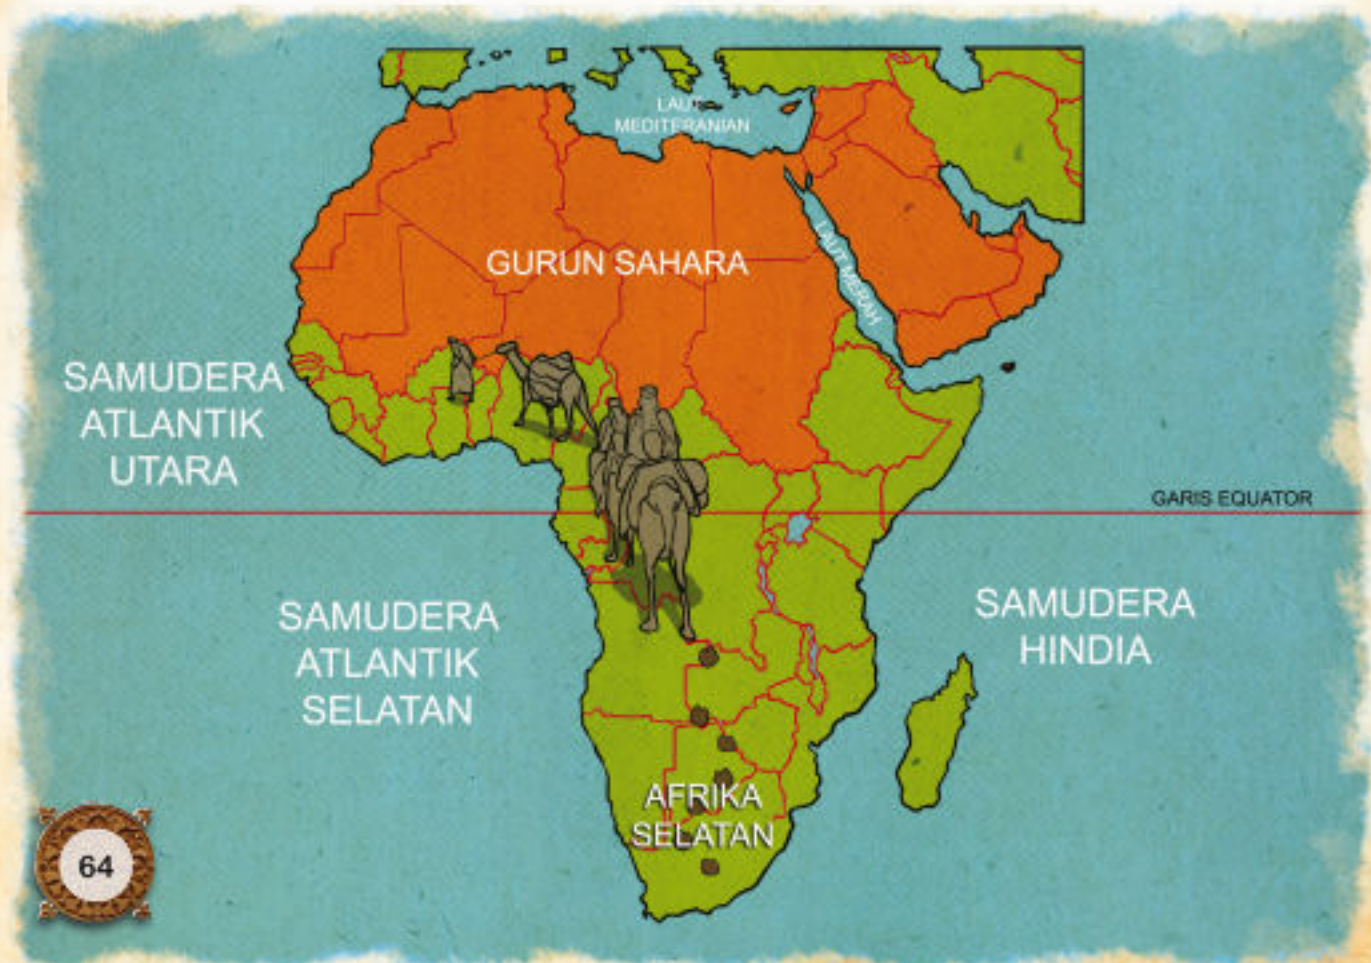 LAUT
MEDITERANIAN
GURUN SAHARA
LAUT MERAH
SAMUDERA
ATLANTIK
UTARA
GARIS EQUATOR
SAMUDERA
ATLANTIK
SELATAN
SAMUDERA
HINDIA
AFRIKA
SELATAN
64